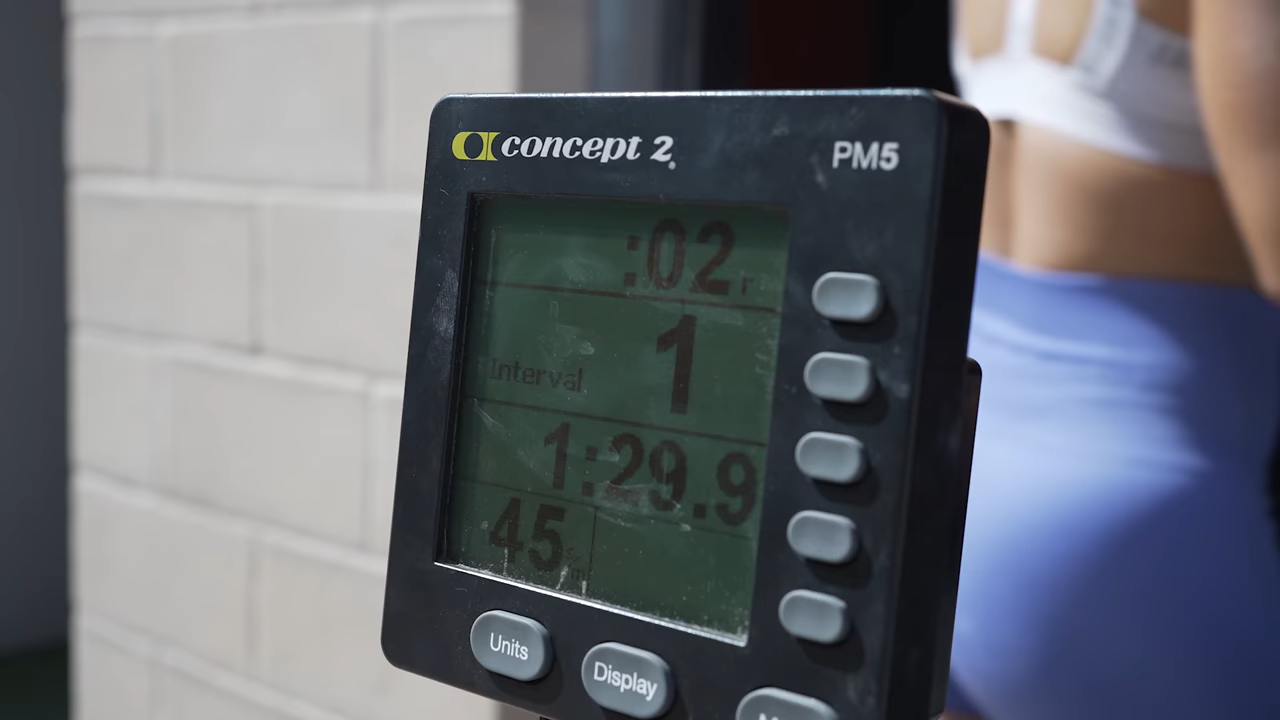 concept 2
PM5
:02 r
1
Interval
1:29.9
45 s/m
Units
Display